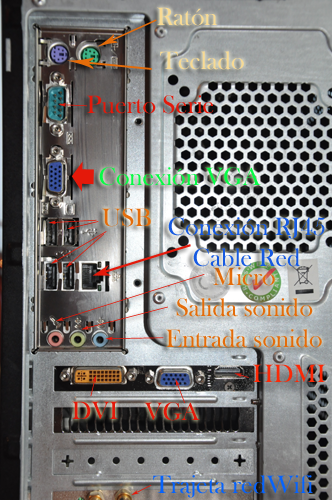 Ratón
Teclado
Puerto Serie
Conexion VGA
USB
Conexion RJ45
Cable Red
Micro
Salida sonido
Entrada sonido
HDMI
DVI
VGA
Trajeta redWifi